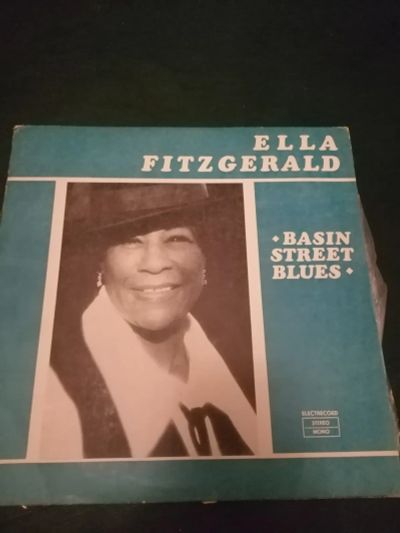 ELLA
FITZGERALD
BASIN
STREET
BLUES
ELECTRECORD
STEREO
MONO